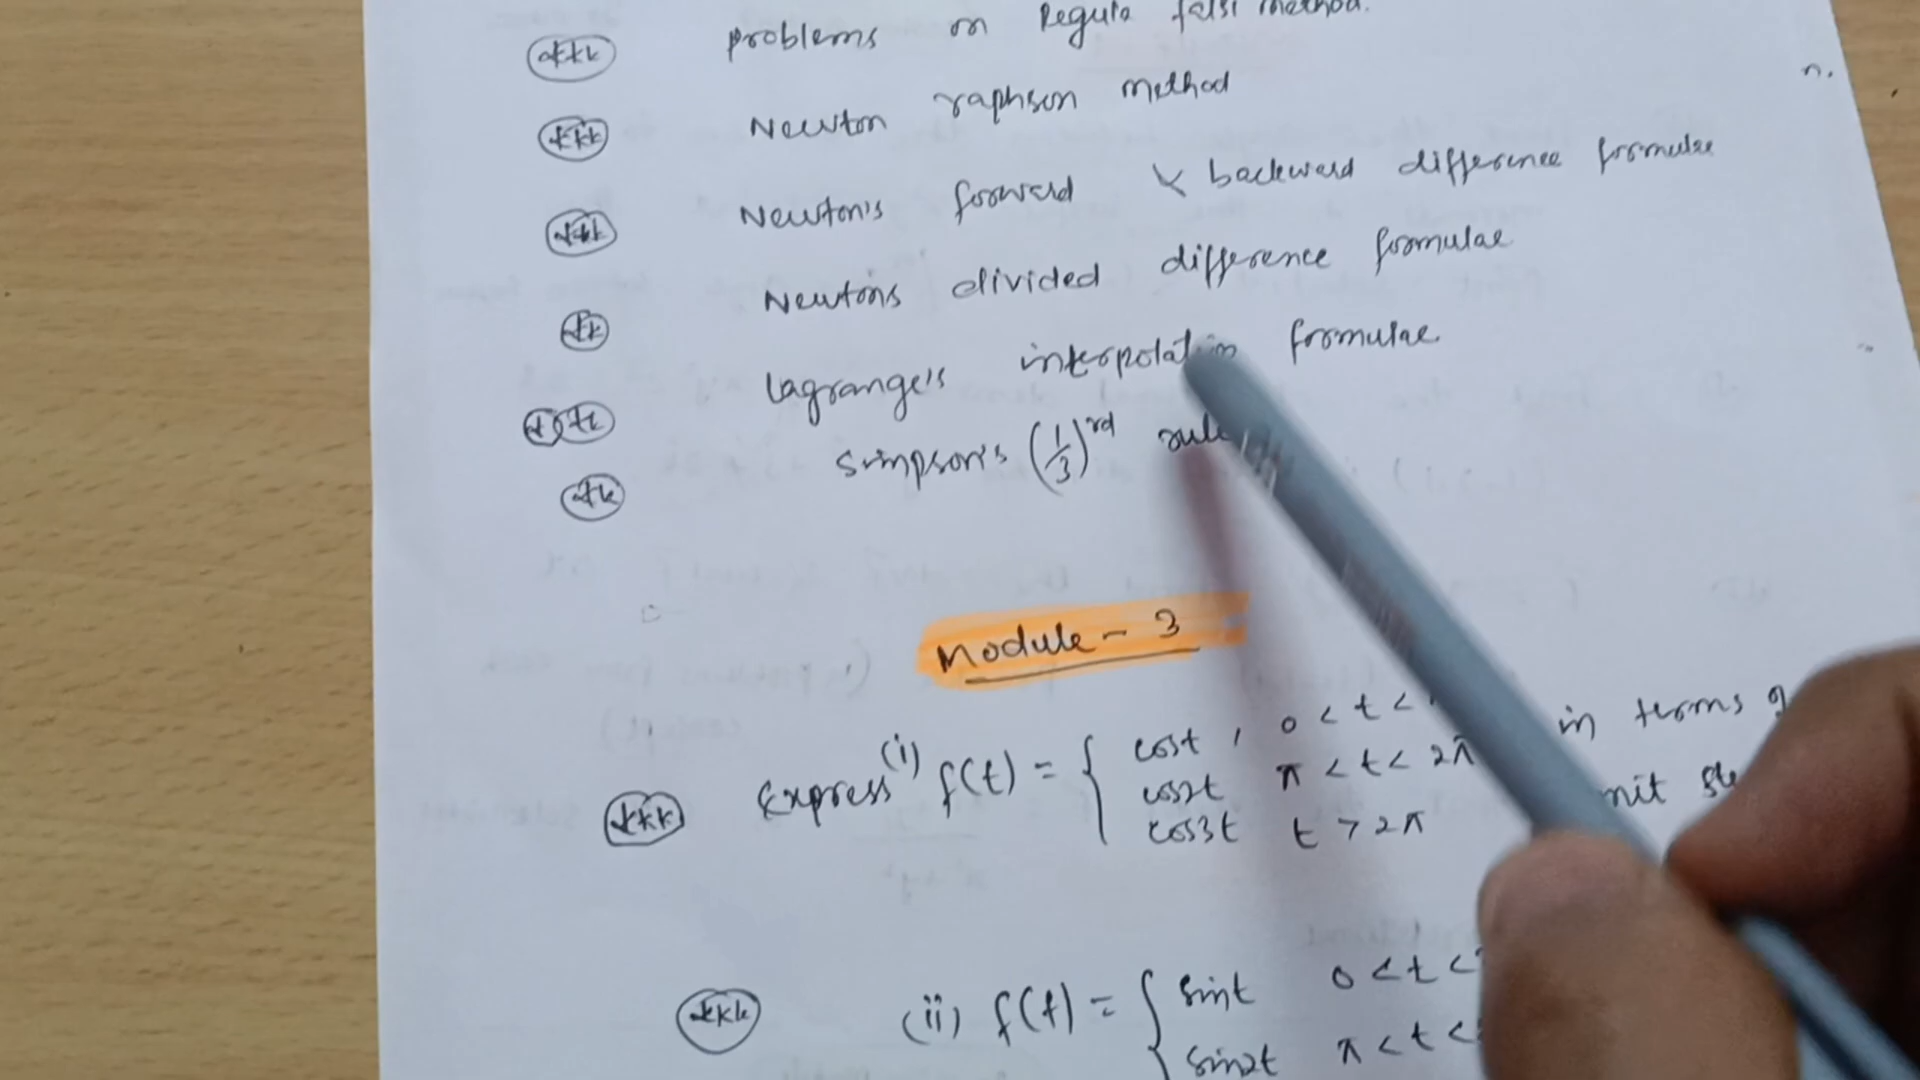 *** problems on Regula falsi method.
*** Newton raphson method
*** Newton's forward & backward difference formulae
** Newtons divided difference formulae
*** lagrange's interpolation formulae
** simpson's (1/3)rd rule
n.
Module - 3
*** Express (i) f(t) = { cost , 0 < t <
cos2t π < t < 2π
cos3t t > 2π
in terms
*** (ii) f(t) = { sint 0 < t <
sin2t π < t <